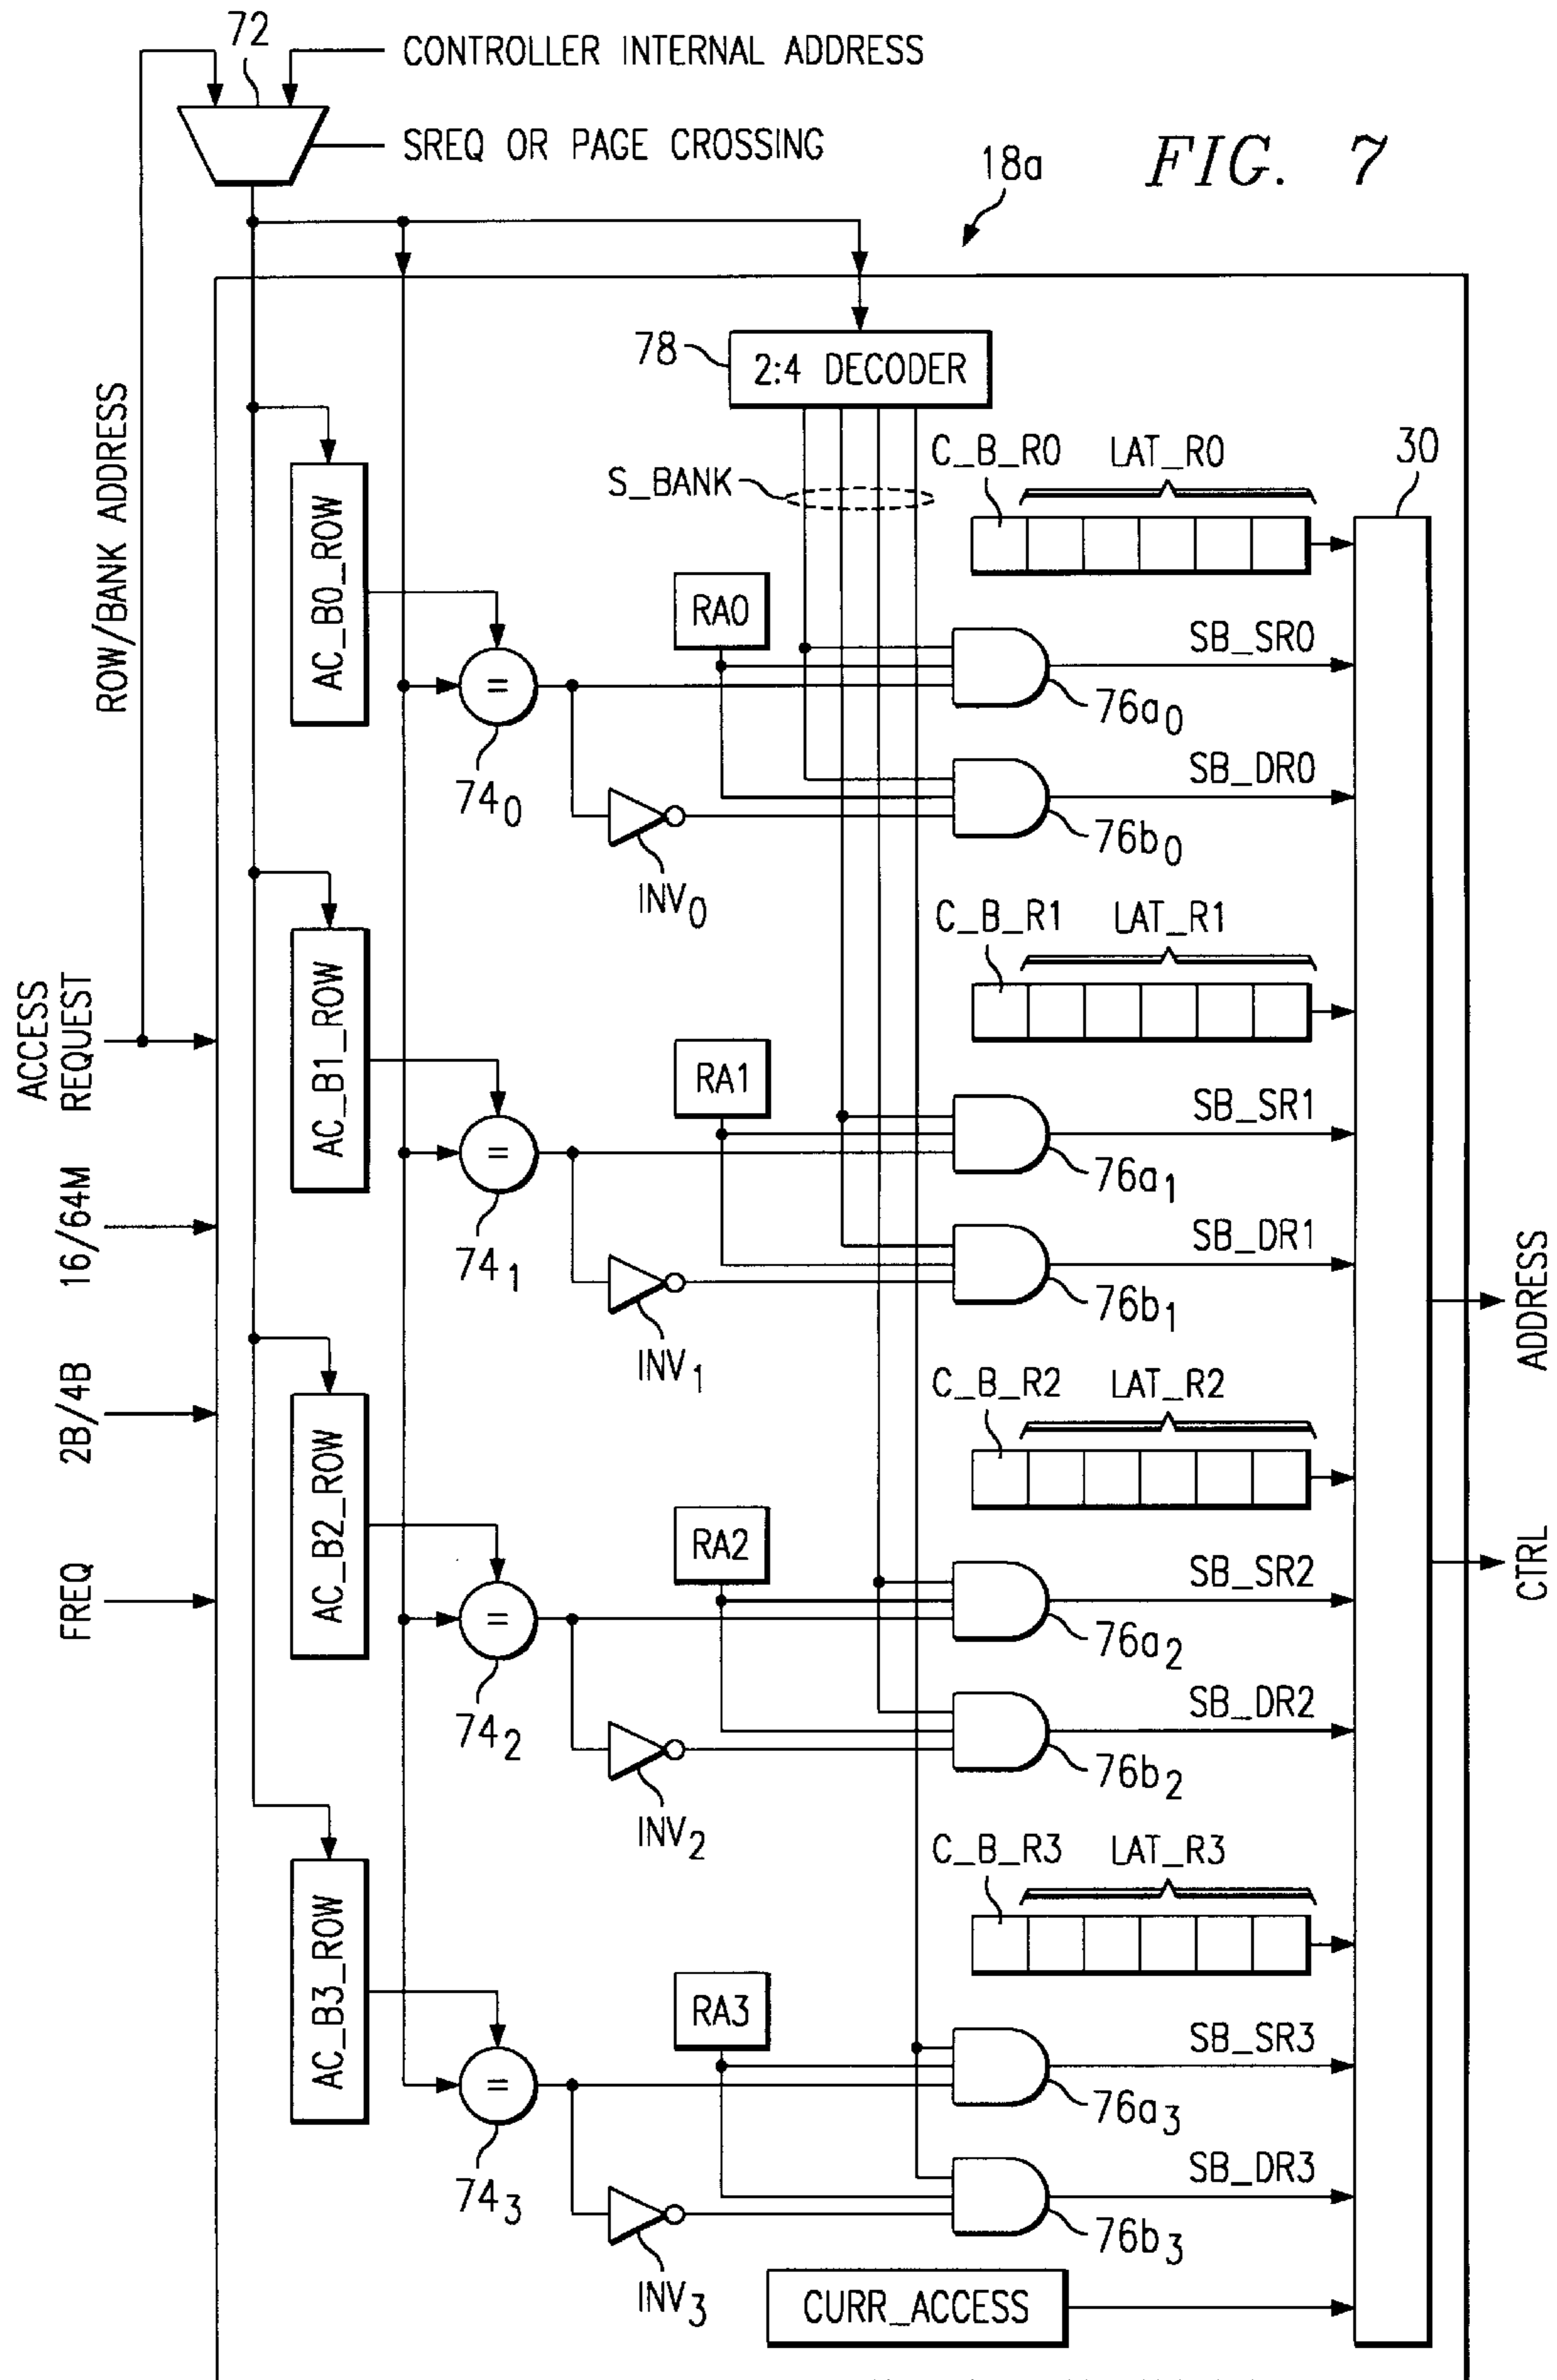 72
CONTROLLER INTERNAL ADDRESS
SREQ OR PAGE CROSSING
18a
FIG. 7
ROW/BANK ADDRESS
78
2:4 DECODER
S_BANK
C_B_R0
LAT_R0
30
AC_B0_ROW
RA0
=
74₀
SB_SR0
76a₀
SB_DR0
76b₀
INV₀
C_B_R1
LAT_R1
ACCESS
REQUEST
AC_B1_ROW
RA1
=
74₁
SB_SR1
76a₁
SB_DR1
76b₁
INV₁
16/64M
ADDRESS
2B/4B
C_B_R2
LAT_R2
AC_B2_ROW
RA2
=
74₂
SB_SR2
76a₂
SB_DR2
76b₂
INV₂
FREQ
CTRL
C_B_R3
LAT_R3
AC_B3_ROW
RA3
=
74₃
SB_SR3
76a₃
SB_DR3
76b₃
INV₃
CURR_ACCESS